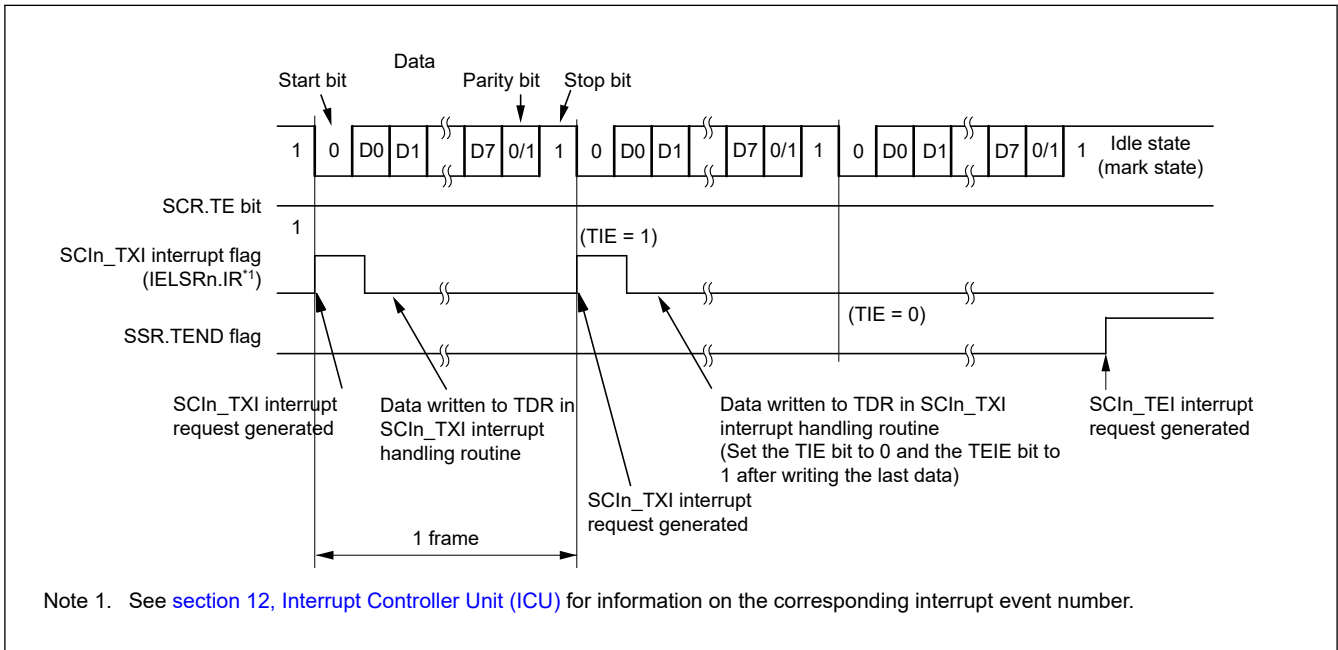 Data
Start bit
Parity bit
Stop bit
1 0 D0 D1 D7 0/1 1 0 D0 D1 D7 0/1 1 0 D0 D1 D7 0/1 1
Idle state
(mark state)
SCR.TE bit
1
(TIE = 1)
SCIn_TXI interrupt flag
(IELSRn.IR*1)
(TIE = 0)
SSR.TEND flag
SCIn_TXI interrupt
request generated
Data written to TDR in
SCIn_TXI interrupt
handling routine
Data written to TDR in SCIn_TXI
interrupt handling routine
(Set the TIE bit to 0 and the TEIE bit to
1 after writing the last data)
SCIn_TEI interrupt
request generated
SCIn_TXI interrupt
request generated
1 frame
Note 1. See section 12, Interrupt Controller Unit (ICU) for information on the corresponding interrupt event number.